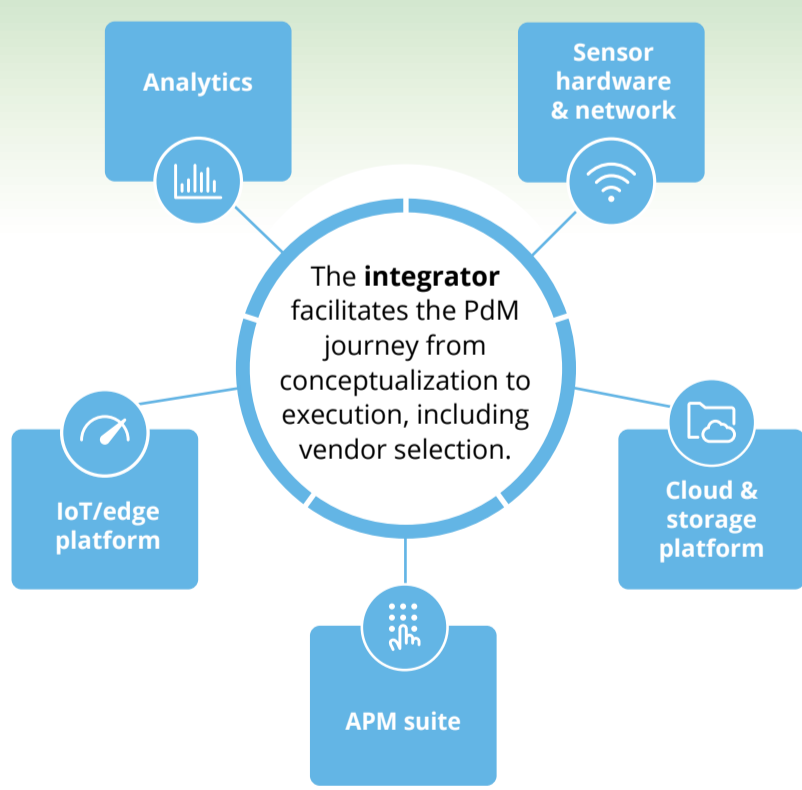 Analytics
Sensor
hardware
& network
The integrator
facilitates the PdM
journey from
conceptualization to
execution, including
vendor selection.
IoT/edge
platform
Cloud &
storage
platform
APM suite